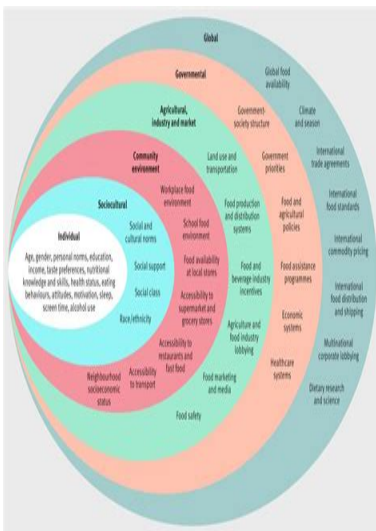 Global
Global food
availability
Climate
and season
International
trade agreements
International
food standards
International
commodity pricing
International
food distribution
and shipping
Multinational
corporate lobbying
Dietary research
and science
Governmental
Government-
society structure
Government
priorities
Food and
agricultural
policies
Food assistance
programmes
Economic
systems
Healthcare
systems
Agricultural,
industry and market
Land use and
transportation
Food production
and distribution
systems
Food and
beverage industry
incentives
Agriculture and
food industry
lobbying
Food marketing
and media
Food safety
Community
environment
Workplace food
environment
School food
environment
Food availability
at local stores
Accessibility to
supermarket and
grocery stores
Accessibility to
restaurants and
fast food
Accessibility
to transport
Neighbourhood
socioeconomic
status
Sociocultural
Social and
cultural norms
Social support
Social class
Race/ethnicity
Individual
Age, gender, personal norms, education,
income, taste preferences, nutritional
knowledge and skills, health status, eating
behaviours, attitudes, motivation, sleep,
screen time, alcohol use